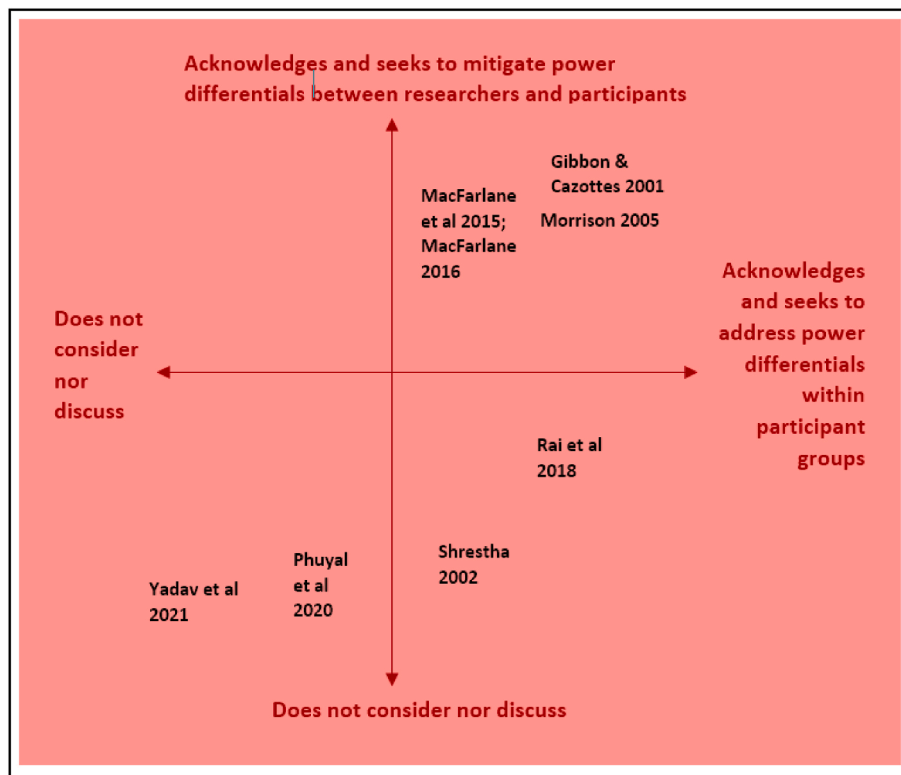 Acknowledges and seeks to mitigate power
differentials between researchers and participants
Gibbon &
Cazottes 2001
MacFarlane
et al 2015;
MacFarlane
2016
Morrison 2005
Acknowledges
and seeks to
address power
differentials
within
participant
groups
Does not
consider
nor
discuss
Rai et al
2018
Shrestha
2002
Phuyal
et al
2020
Yadav et al
2021
Does not consider nor discuss